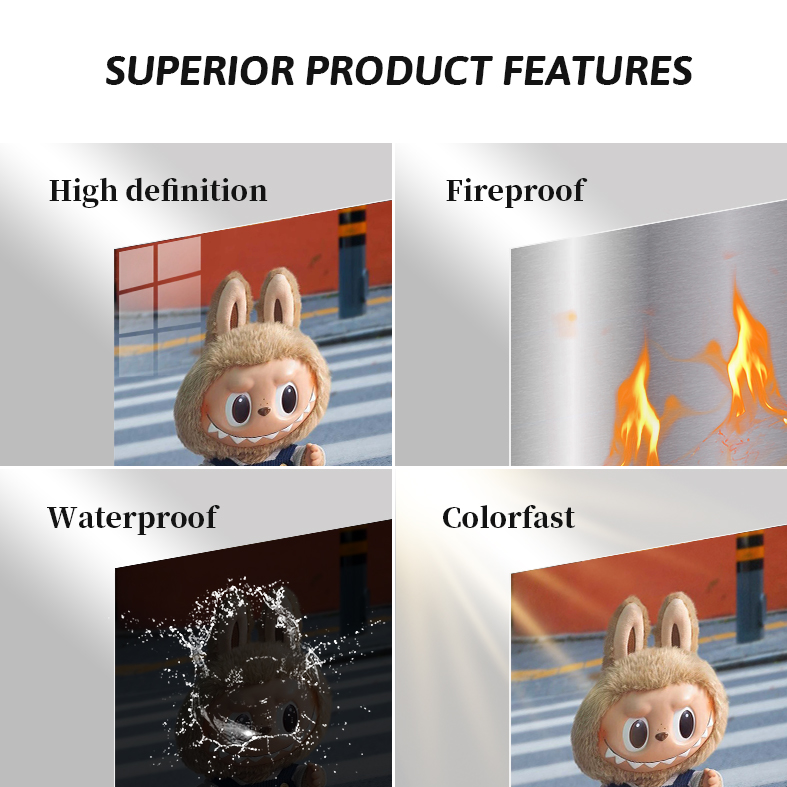 SUPERIOR PRODUCT FEATURES
High definition
Fireproof
Waterproof
Colorfast